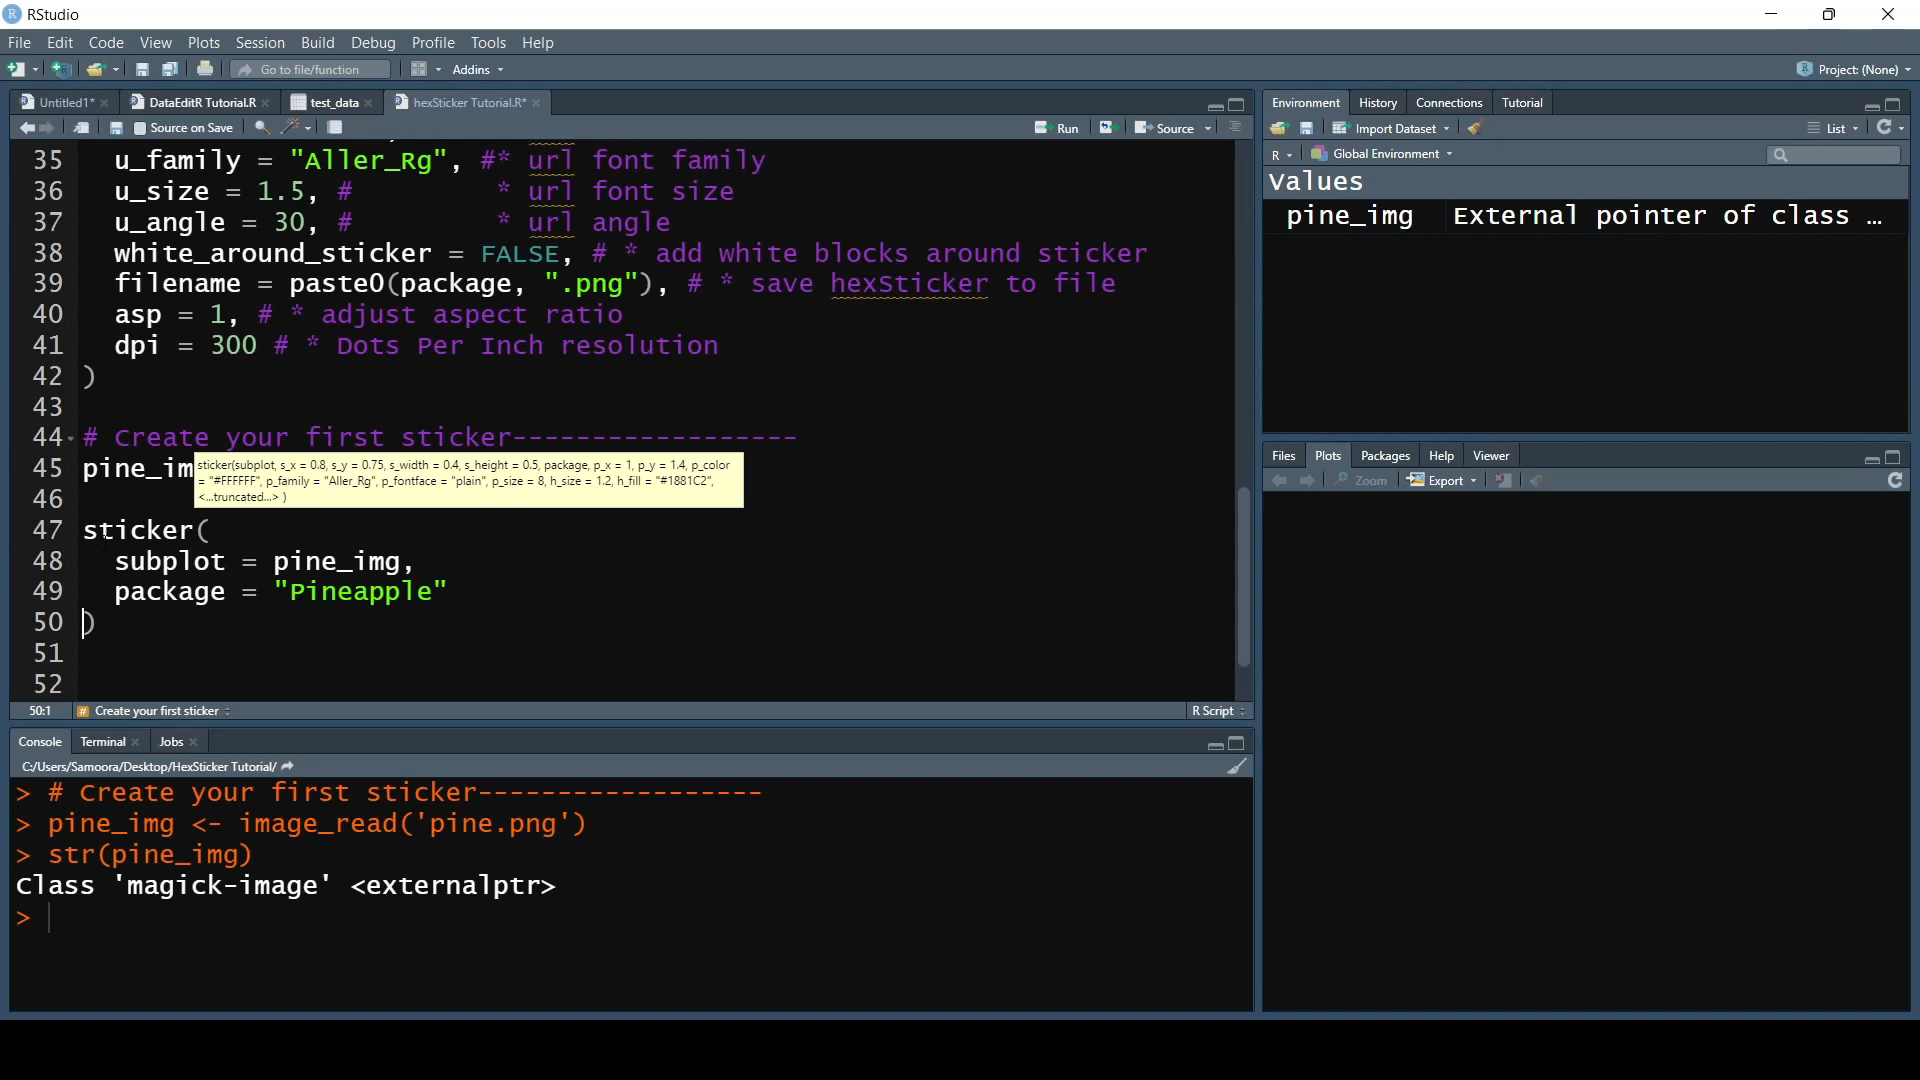 RStudio
File Edit Code View Plots Session Build Debug Profile Tools Help
Go to file/function Addins Project: (None)
Untitled1* DataEditR Tutorial.R test_data hexSticker Tutorial.R*
Source on Save Run Source
35 u_family = "Aller_Rg", #* url font family
36 u_size = 1.5, # * url font size
37 u_angle = 30, # * url angle
38 white_around_sticker = FALSE, # * add white blocks around sticker
39 filename = paste0(package, ".png"), # * save hexSticker to file
40 asp = 1, # * adjust aspect ratio
41 dpi = 300 # * Dots Per Inch resolution
42 )
43
44 # Create your first sticker------------------
45 pine_im
sticker(subplot, s_x = 0.8, s_y = 0.75, s_width = 0.4, s_height = 0.5, package, p_x = 1, p_y = 1.4, p_color
= "#FFFFFF", p_family = "Aller_Rg", p_fontface = "plain", p_size = 8, h_size = 1.2, h_fill = "#1881C2",
<...truncated...> )
46
47 sticker(
48 subplot = pine_img,
49 package = "Pineapple"
50 )
51
52
50:1 # Create your first sticker R Script
Console Terminal Jobs
C:/Users/Samoora/Desktop/HexSticker Tutorial/
> # Create your first sticker------------------
> pine_img <- image_read('pine.png')
> str(pine_img)
Class 'magick-image' <externalptr>
>
Environment History Connections Tutorial
Import Dataset List
R Global Environment
Values
pine_img External pointer of class …
Files Plots Packages Help Viewer
Zoom Export